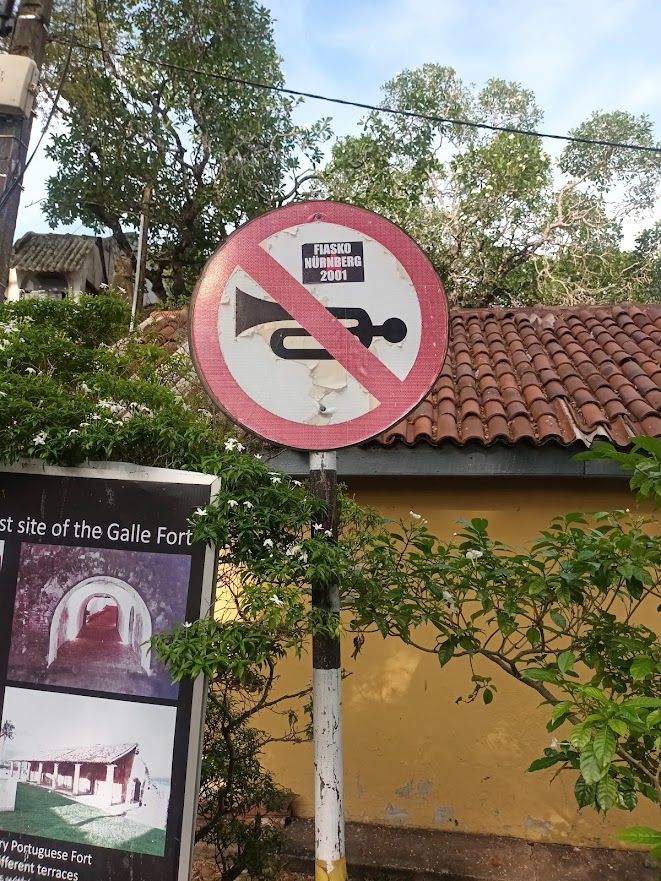 FIASKO
NÜRNBERG
2001
st site of the Galle Fort
ry Portuguese Fort
ifferent terraces